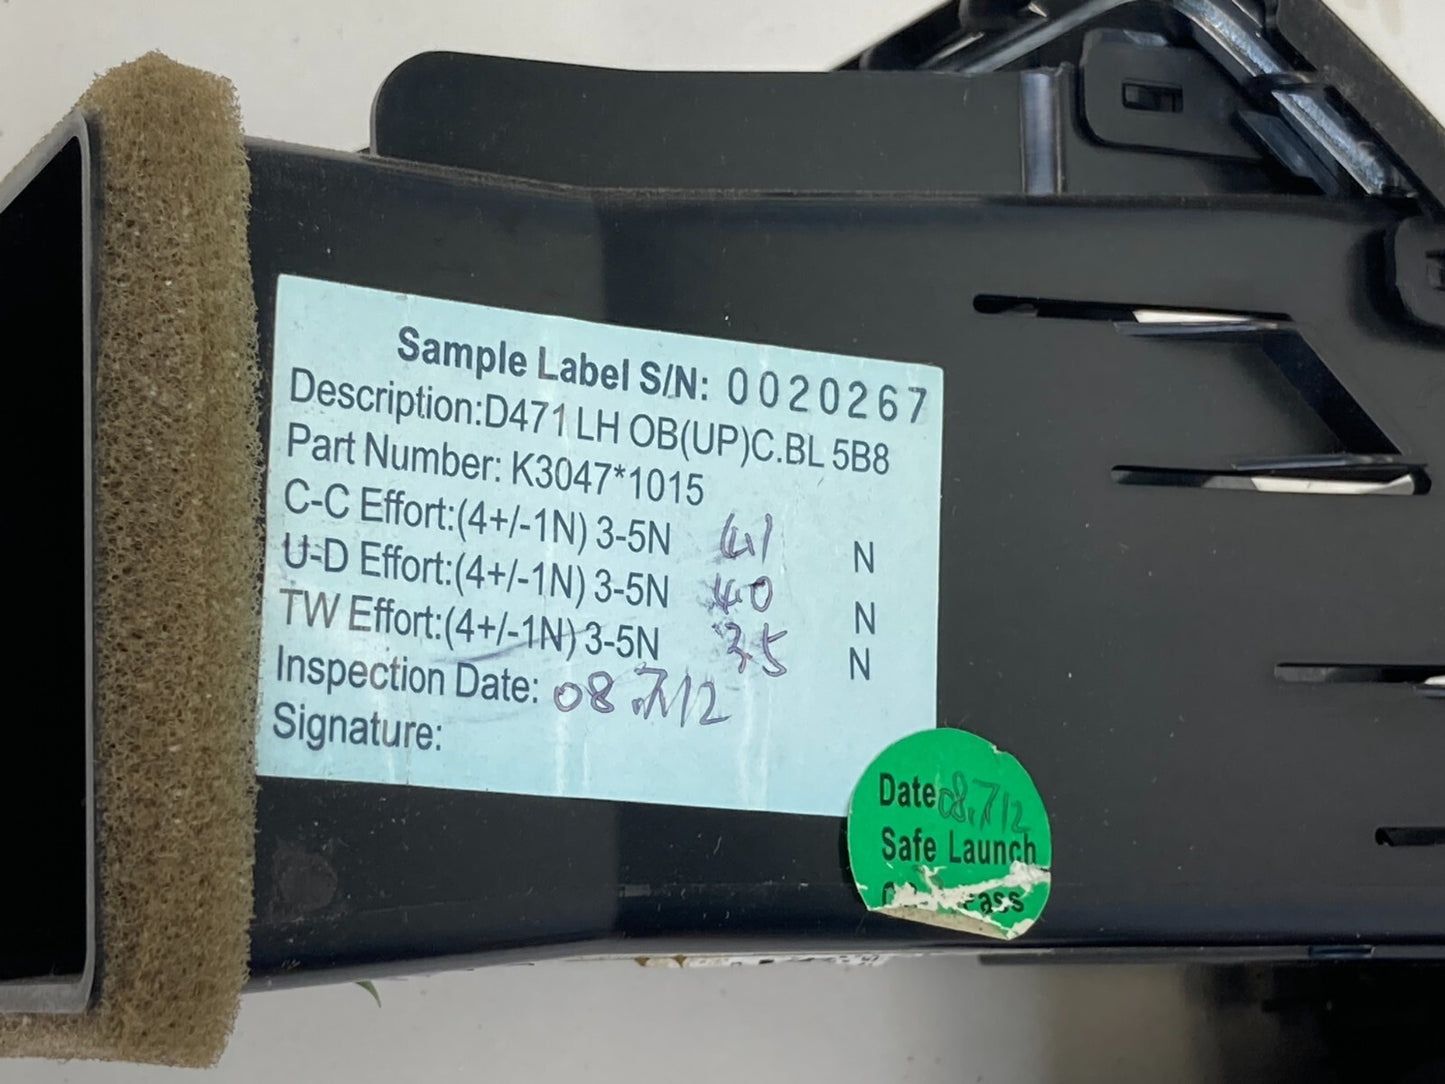 Sample Label S/N: 0020267
Description:D471 LH OB(UP)C.BL 5B8
Part Number: K3047*1015
C-C Effort:(4+/-1N) 3-5N 4.1 N
U-D Effort:(4+/-1N) 3-5N 4.0 N
TW Effort:(4+/-1N) 3-5N 3.5 N
Inspection Date: 08.7/12
Signature:
Date 08.7/12
Safe Launch
Pass